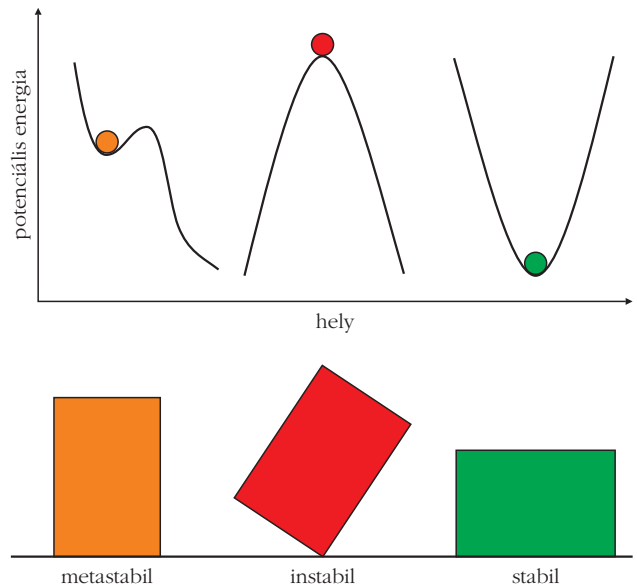 potenciális energia
hely
metastabil
instabil
stabil